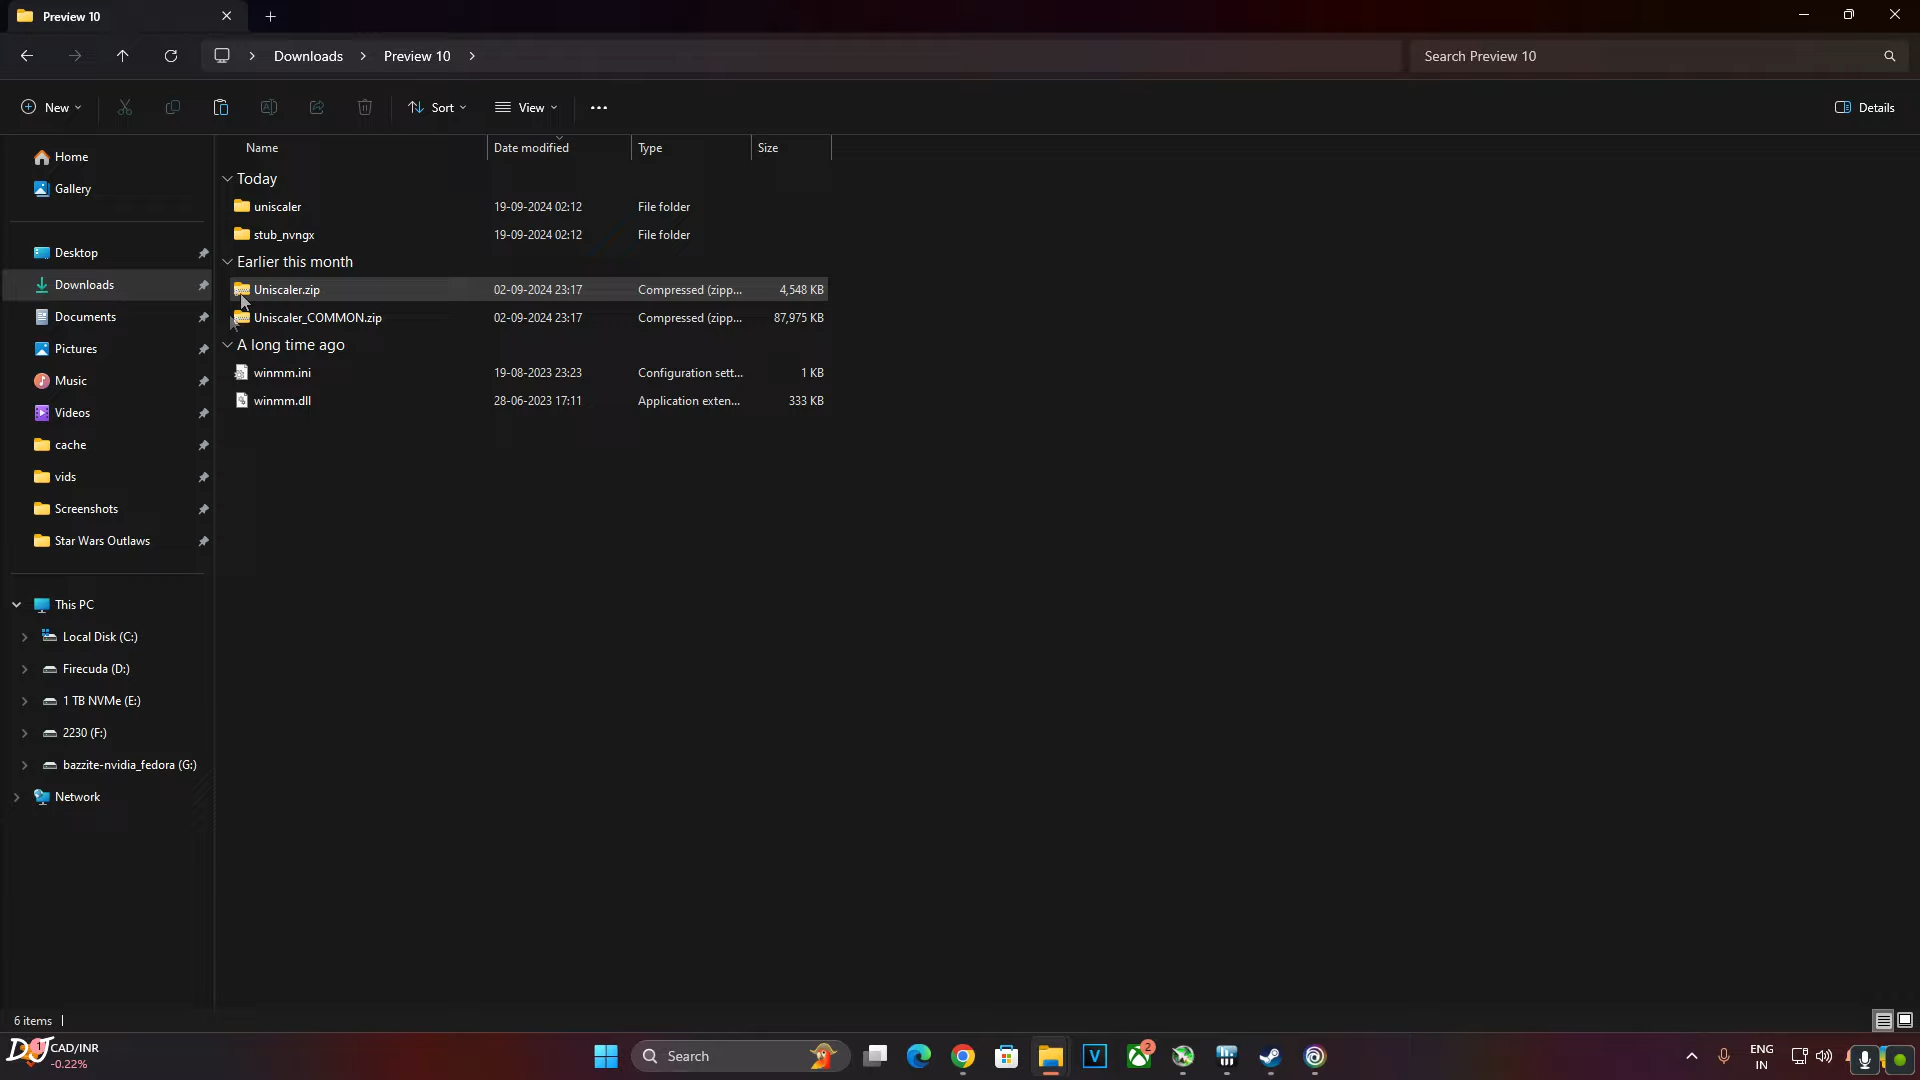 Preview 10
Downloads
Preview 10
Search Preview 10
New
Sort
View
Details
Name Date modified Type Size
Home
Gallery
Desktop
Downloads
Documents
Pictures
Music
Videos
cache
vids
Screenshots
Star Wars Outlaws
This PC
Local Disk (C:)
Firecuda (D:)
1 TB NVMe (E:)
2230 (F:)
bazzite-nvidia_fedora (G:)
Network
Today
uniscaler 19-09-2024 02:12 File folder
stub_nvngx 19-09-2024 02:12 File folder
Earlier this month
Uniscaler.zip 02-09-2024 23:17 Compressed (zipp... 4,548 KB
Uniscaler_COMMON.zip 02-09-2024 23:17 Compressed (zipp... 87,975 KB
A long time ago
winmm.ini 19-08-2023 23:23 Configuration sett... 1 KB
winmm.dll 28-06-2023 17:11 Application exten... 333 KB
6 items
DJ
1
CAD/INR
-0.22%
Search
V
2
ENG
IN